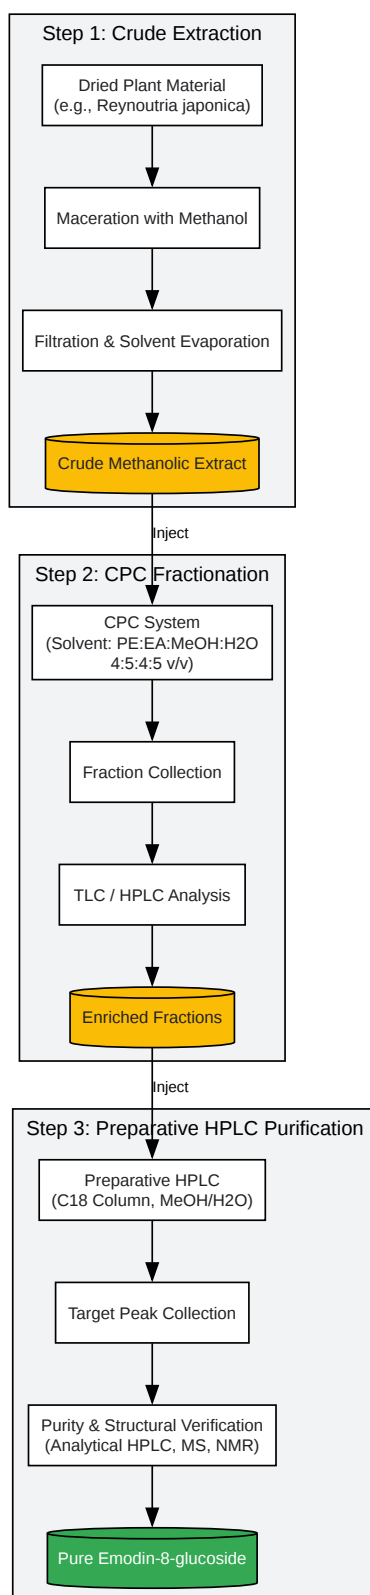 Step 1: Crude Extraction
Dried Plant Material
(e.g., Reynoutria japonica)
Maceration with Methanol
Filtration & Solvent Evaporation
Crude Methanolic Extract
Inject
Step 2: CPC Fractionation
CPC System
(Solvent: PE:EA:MeOH:H2O
4:5:4:5 v/v)
Fraction Collection
TLC / HPLC Analysis
Enriched Fractions
Inject
Step 3: Preparative HPLC Purification
Preparative HPLC
(C18 Column, MeOH/H2O)
Target Peak Collection
Purity & Structural Verification
(Analytical HPLC, MS, NMR)
Pure Emodin-8-glucoside